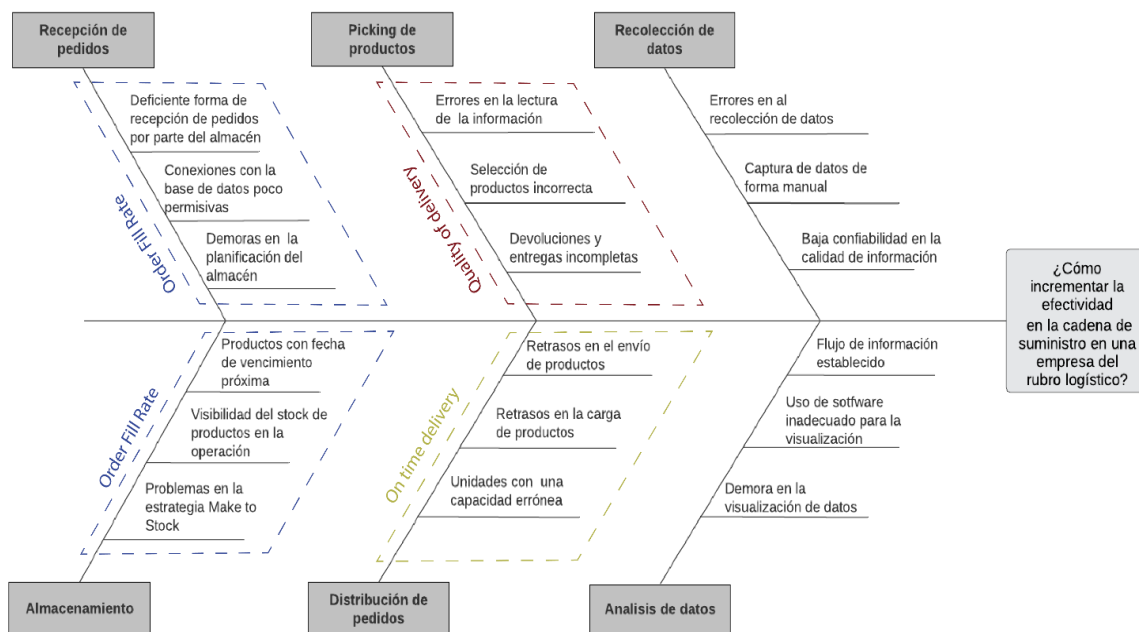 Recepción de
pedidos
Picking de
productos
Recolección de
datos
Deficiente forma de
recepción de pedidos
por parte del almacén
Conexiones con la
base de datos poco
permisivas
Demoras en la
planificación del
almacén
Order Fill Rate
Errores en la lectura
de la información
Selección de
productos incorrecta
Devoluciones y
entregas incompletas
Quality of delivery
Errores en al
recolección de datos
Captura de datos de
forma manual
Baja confiabilidad en la
calidad de información
¿Cómo
incrementar la
efectividad
en la cadena de
suministro en una
empresa del
rubro logístico?
Productos con fecha
de vencimiento
próxima
Visibilidad del stock de
productos en la
operación
Problemas en la
estrategia Make to
Stock
Order Fill Rate
Retrasos en el envío
de productos
Retrasos en la carga
de productos
Unidades con una
capacidad errónea
On time delivery
Flujo de información
establecido
Uso de sotfware
inadecuado para la
visualización
Demora en la
visualización de datos
Almacenamiento
Distribución de
pedidos
Analisis de datos